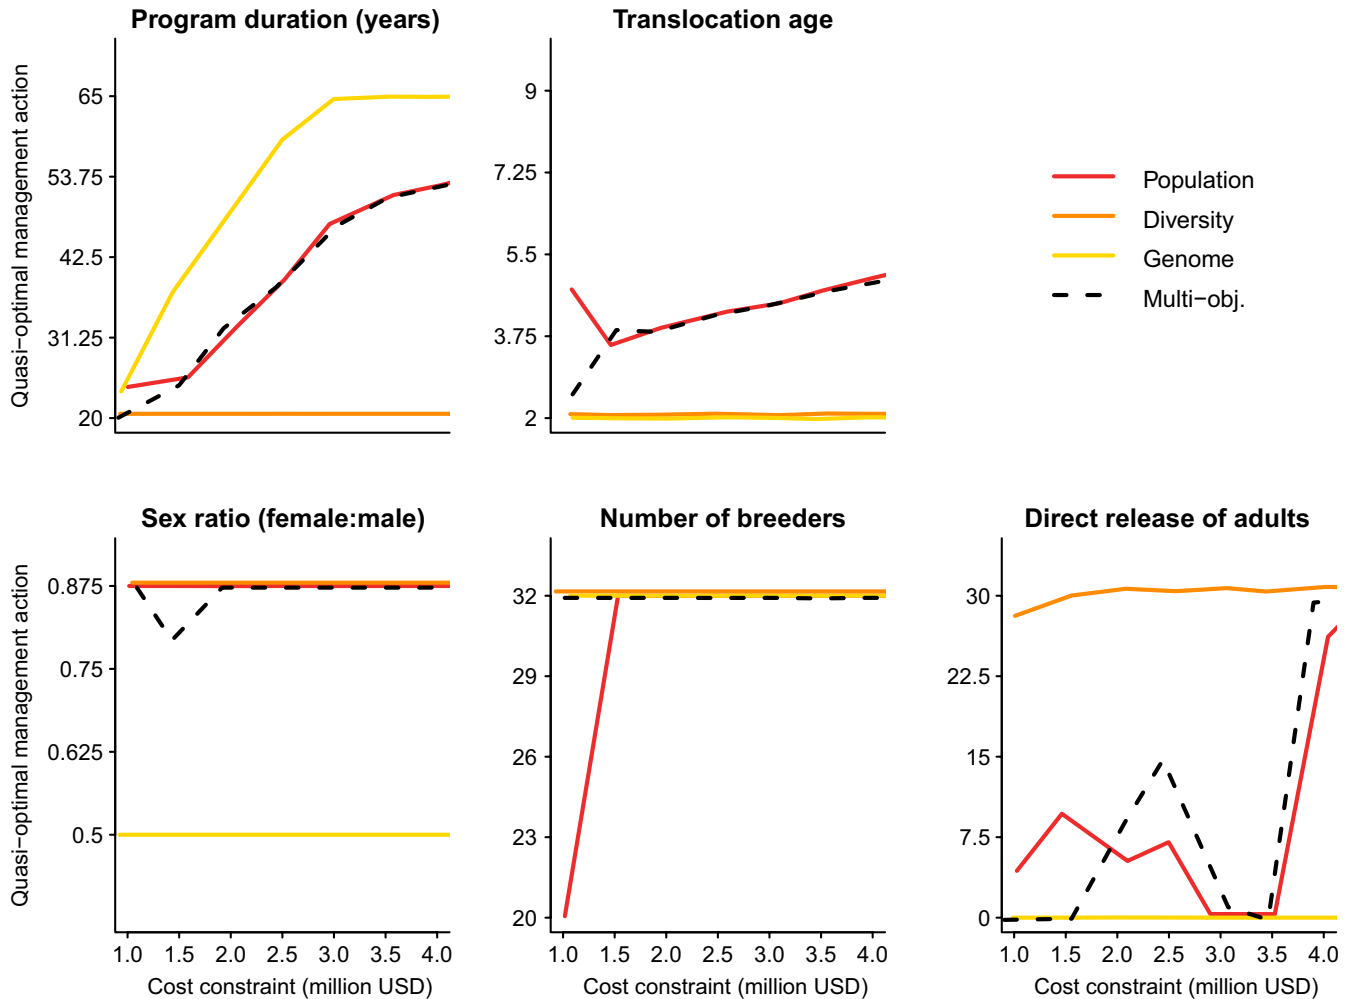 Program duration (years)
Translocation age
Quasi−optimal management action
65
53.75
42.5
31.25
20
9
7.25
5.5
3.75
2
Population
Diversity
Genome
Multi−obj.
Sex ratio (female:male)
Number of breeders
Direct release of adults
Quasi−optimal management action
0.875
0.75
0.625
0.5
32
29
26
23
20
30
22.5
15
7.5
0
1.0 1.5 2.0 2.5 3.0 3.5 4.0
1.0 1.5 2.0 2.5 3.0 3.5 4.0
1.0 1.5 2.0 2.5 3.0 3.5 4.0
Cost constraint (million USD)
Cost constraint (million USD)
Cost constraint (million USD)